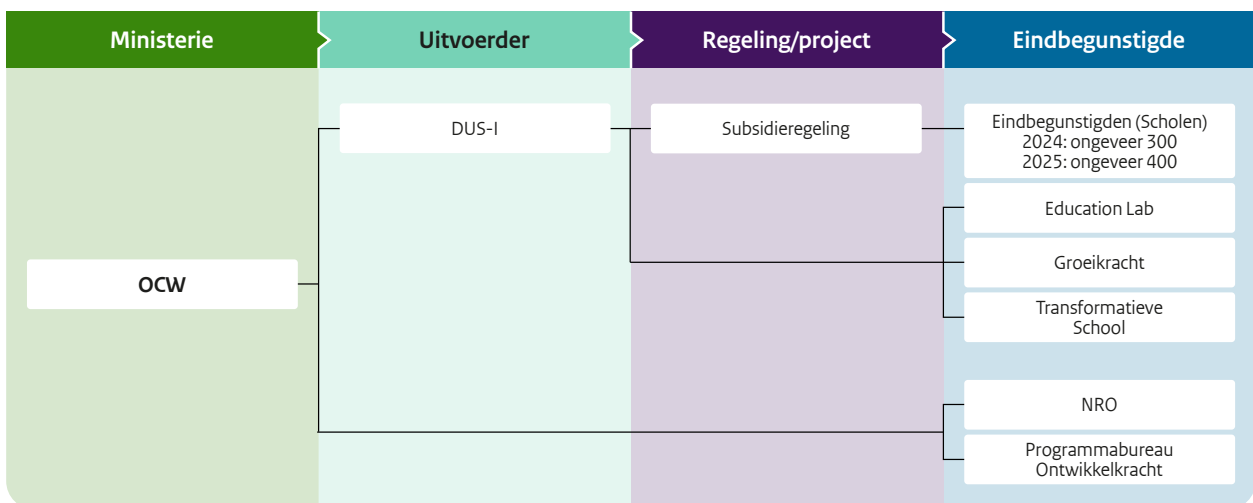 Ministerie
Uitvoerder
Regeling/project
Eindbegunstigde
DUS-I
Subsidieregeling
Eindbegunstigden (Scholen)
2024: ongeveer 300
2025: ongeveer 400
Education Lab
Groeikracht
OCW
Transformatieve
School
NRO
Programmabureau
Ontwikkelkracht